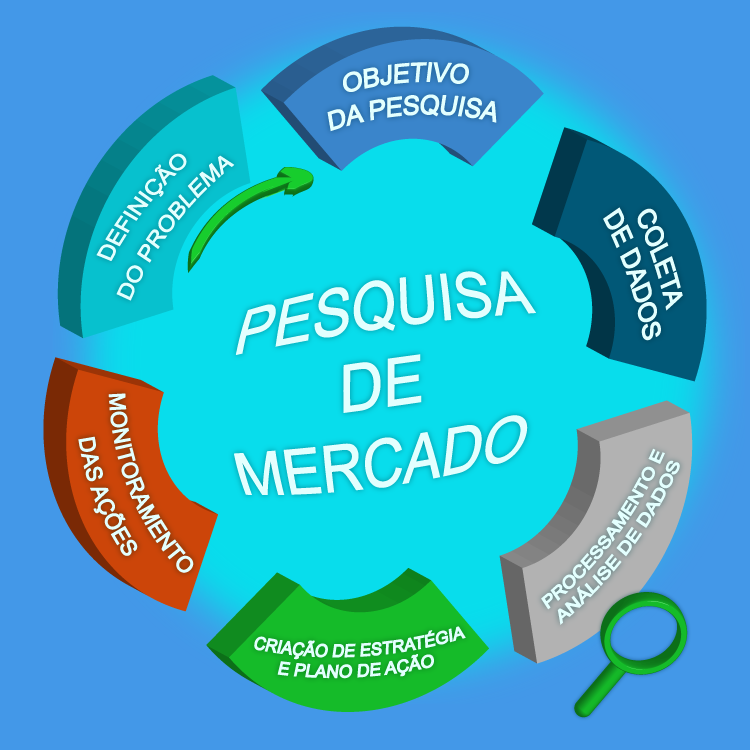 PESQUISA
DE
MERCADO
DEFINIÇÃO
DO PROBLEMA
OBJETIVO
DA PESQUISA
COLETA
DE DADOS
PROCESSAMENTO E
ANÁLISE DE DADOS
CRIAÇÃO DE ESTRATÉGIA
E PLANO DE AÇÃO
MONITORAMENTO
DAS AÇÕES